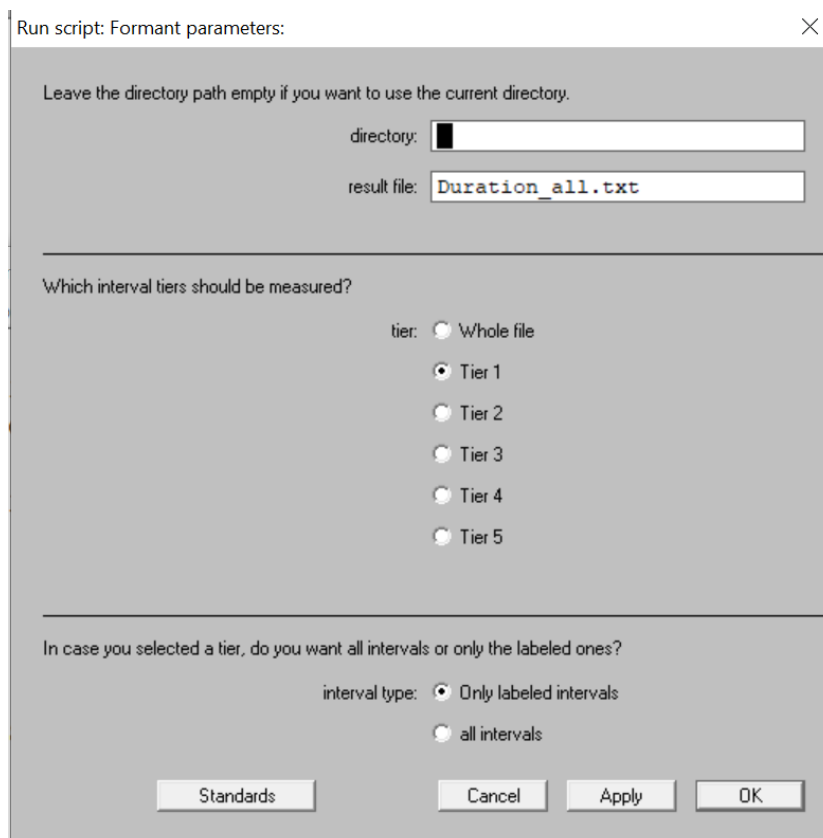 Run script: Formant parameters:
Leave the directory path empty if you want to use the current directory.
directory:
result file: Duration_all.txt
Which interval tiers should be measured?
tier: Whole file
Tier 1
Tier 2
Tier 3
Tier 4
Tier 5
In case you selected a tier, do you want all intervals or only the labeled ones?
interval type: Only labeled intervals
all intervals
Standards Cancel Apply OK